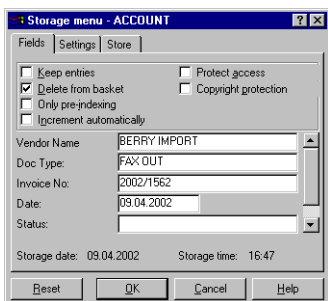 Storage menu - ACCOUNT
Fields Settings Store
Keep entries Protect access
Delete from basket Copyright protection
Only pre-indexing
Increment automatically
Vendor Name BERRY IMPORT
Doc Type: FAX OUT
Invoice No: 2002/1562
Date: 09.04.2002
Status:
Storage date: 09.04.2002 Storage time: 16:47
Reset OK Cancel Help